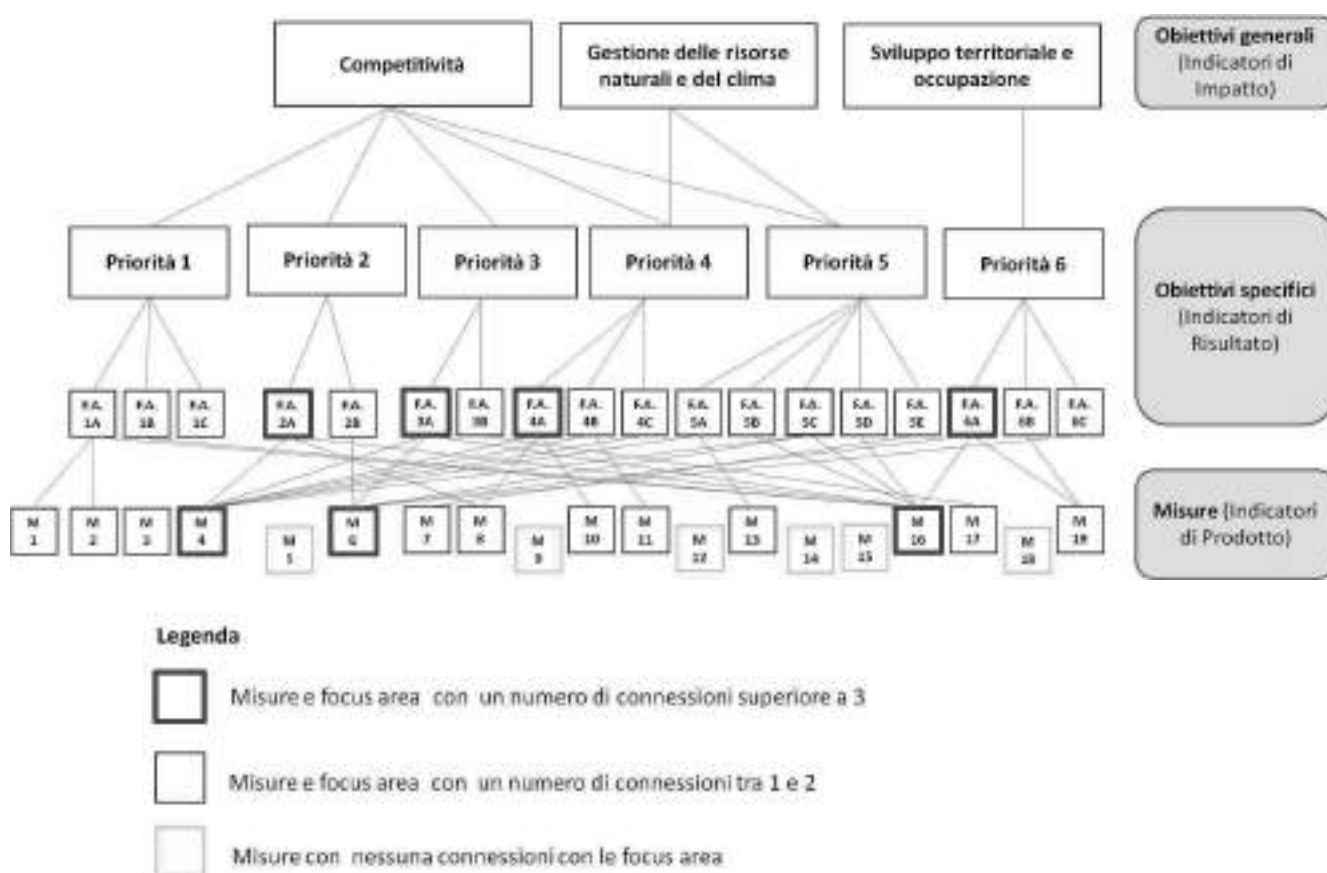 Competitività
Gestione delle risorse
naturali e del clima
Sviluppo territoriale e
occupazione
Obiettivi generali
(Indicatori di
Impatto)
Priorità 1
Priorità 2
Priorità 3
Priorità 4
Priorità 5
Priorità 6
Obiettivi specifici
(Indicatori di
Risultato)
F.A.
1A
F.A.
1B
F.A.
1C
F.A.
2A
F.A.
2B
F.A.
3A
F.A.
3B
F.A.
4A
F.A.
4B
F.A.
4C
F.A.
5A
F.A.
5B
F.A.
5C
F.A.
5D
F.A.
5E
F.A.
6A
F.A.
6B
F.A.
6C
M
1
M
2
M
3
M
4
M
5
M
6
M
7
M
8
M
9
M
10
M
11
M
12
M
13
M
14
M
15
M
16
M
17
M
18
M
19
Misure (Indicatori
di Prodotto)
Legenda
Misure e focus area con un numero di connessioni superiore a 3
Misure e focus area con un numero di connessioni tra 1 e 2
Misure con nessuna connessioni con le focus area